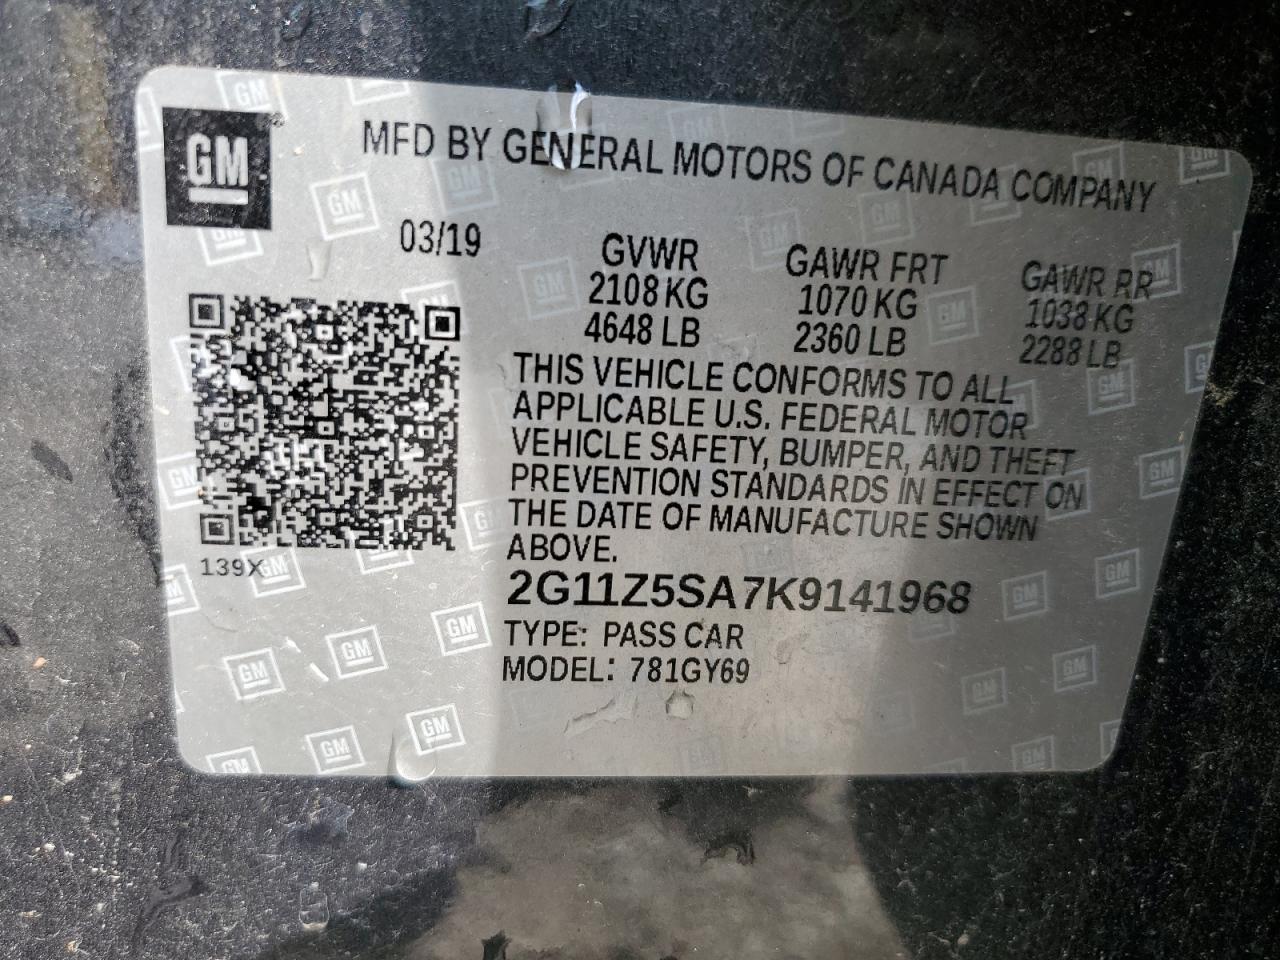 GM
MFD BY GENERAL MOTORS OF CANADA COMPANY
03/19
GVWR GAWR FRT GAWR RR
2108 KG 1070 KG 1038 KG
4648 LB 2360 LB 2288 LB
THIS VEHICLE CONFORMS TO ALL
APPLICABLE U.S. FEDERAL MOTOR
VEHICLE SAFETY, BUMPER, AND THEFT
PREVENTION STANDARDS IN EFFECT ON
THE DATE OF MANUFACTURE SHOWN
ABOVE.
139X
2G11Z5SA7K9141968
TYPE: PASS CAR
MODEL: 781GY69